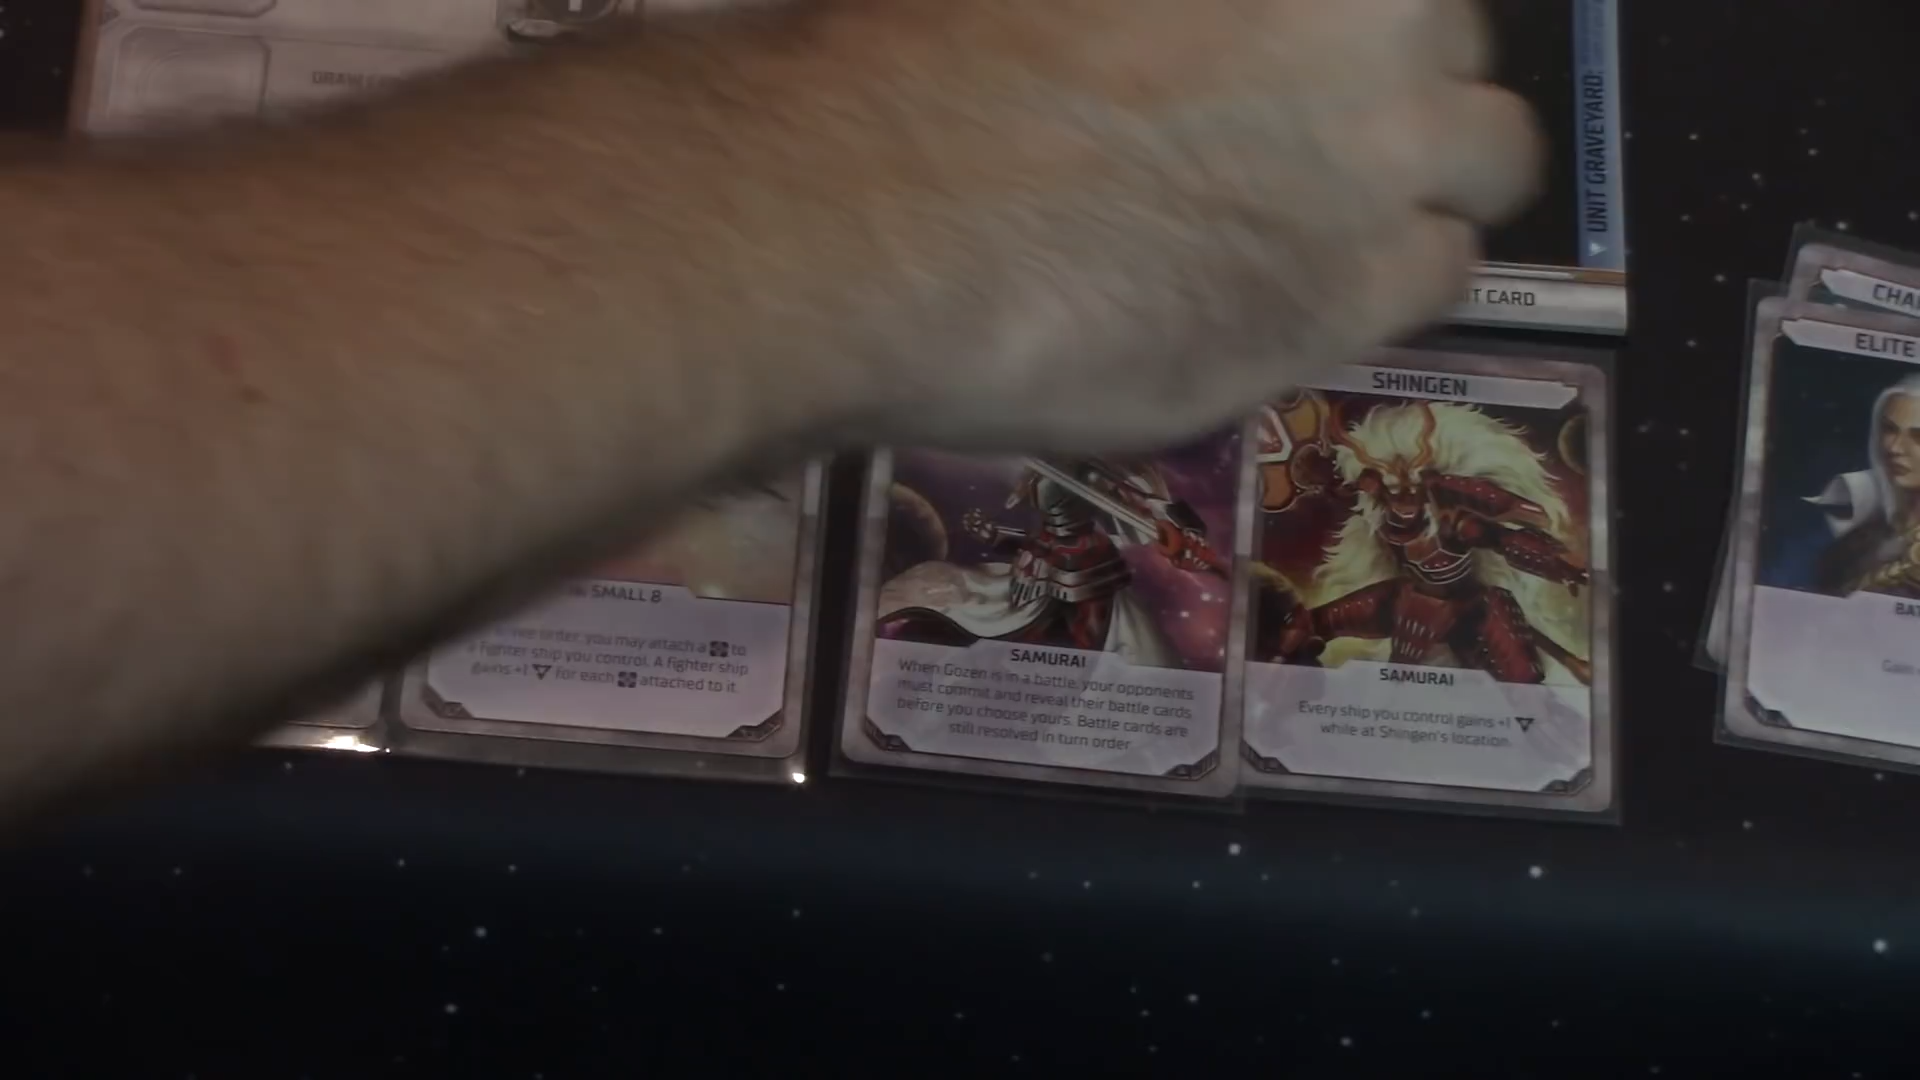 UNIT GRAVEYARD:
CARD
SHINGEN
ELITE
SMALL 8
order, you may attach a to
a fighter ship you control. A fighter ship
gains +1 for each attached to it.
SAMURAI
When Gozen is in a battle, your opponents
must commit and reveal their battle cards
before you choose yours. Battle cards are
still resolved in turn order.
SAMURAI
Every ship you control gains +1
while at Shingen's location.
Gain